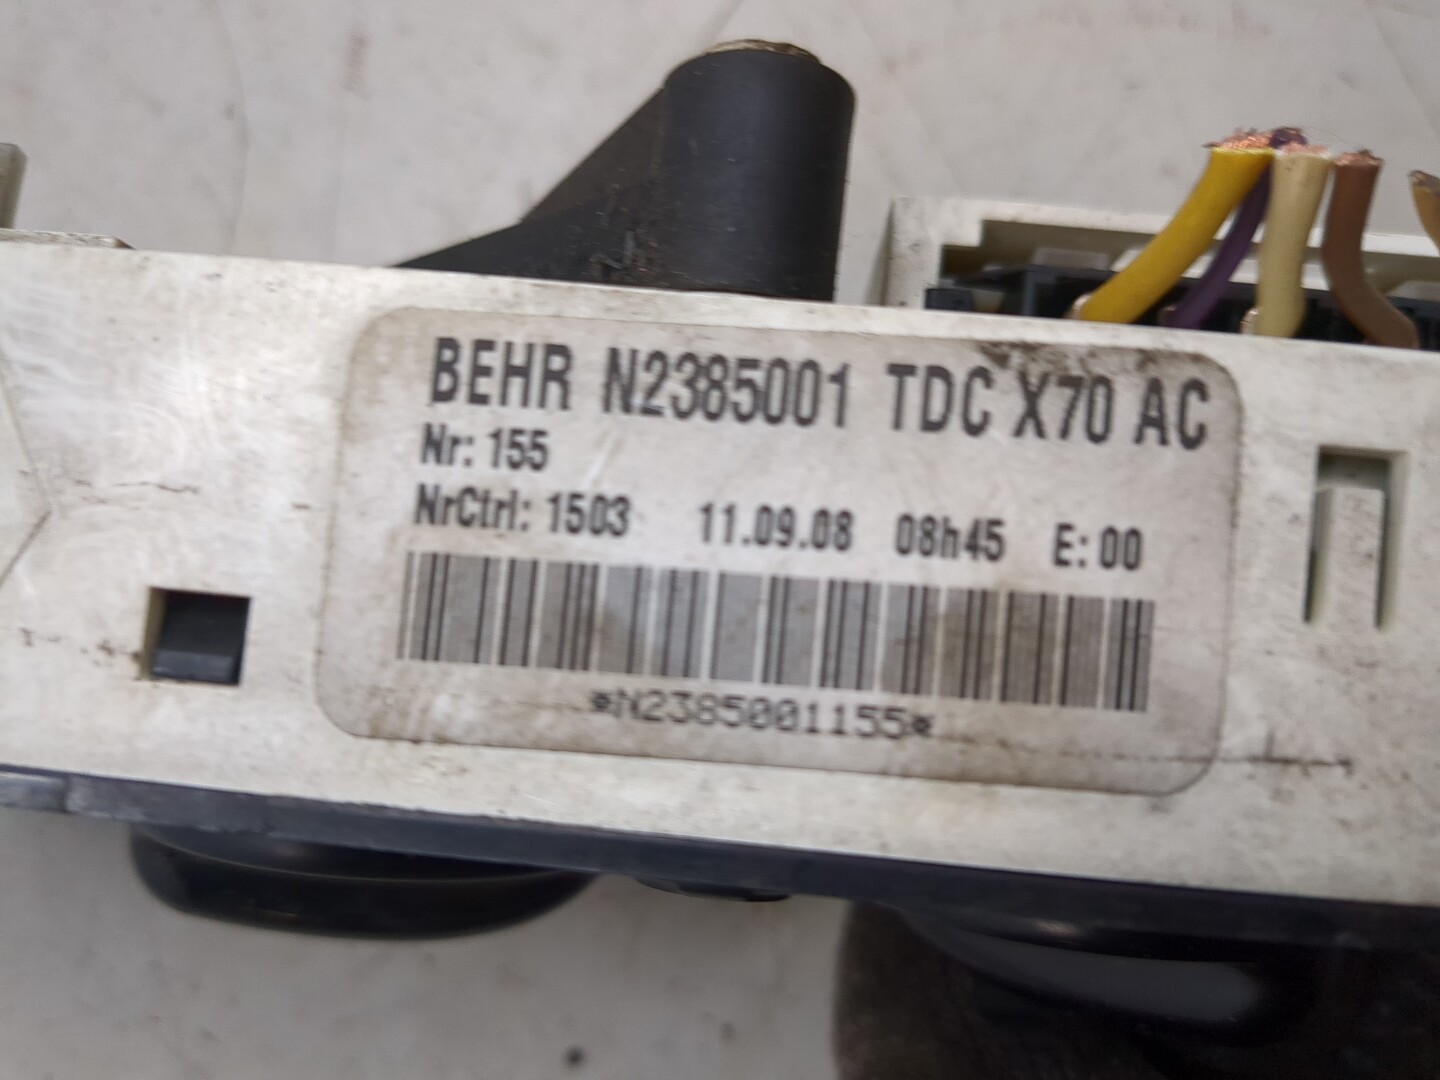 BEHR N2385001 TDC X70 AC
Nr: 155
NrCtrl: 1503 11.09.08 08h45 E: 00
*N2385001155*